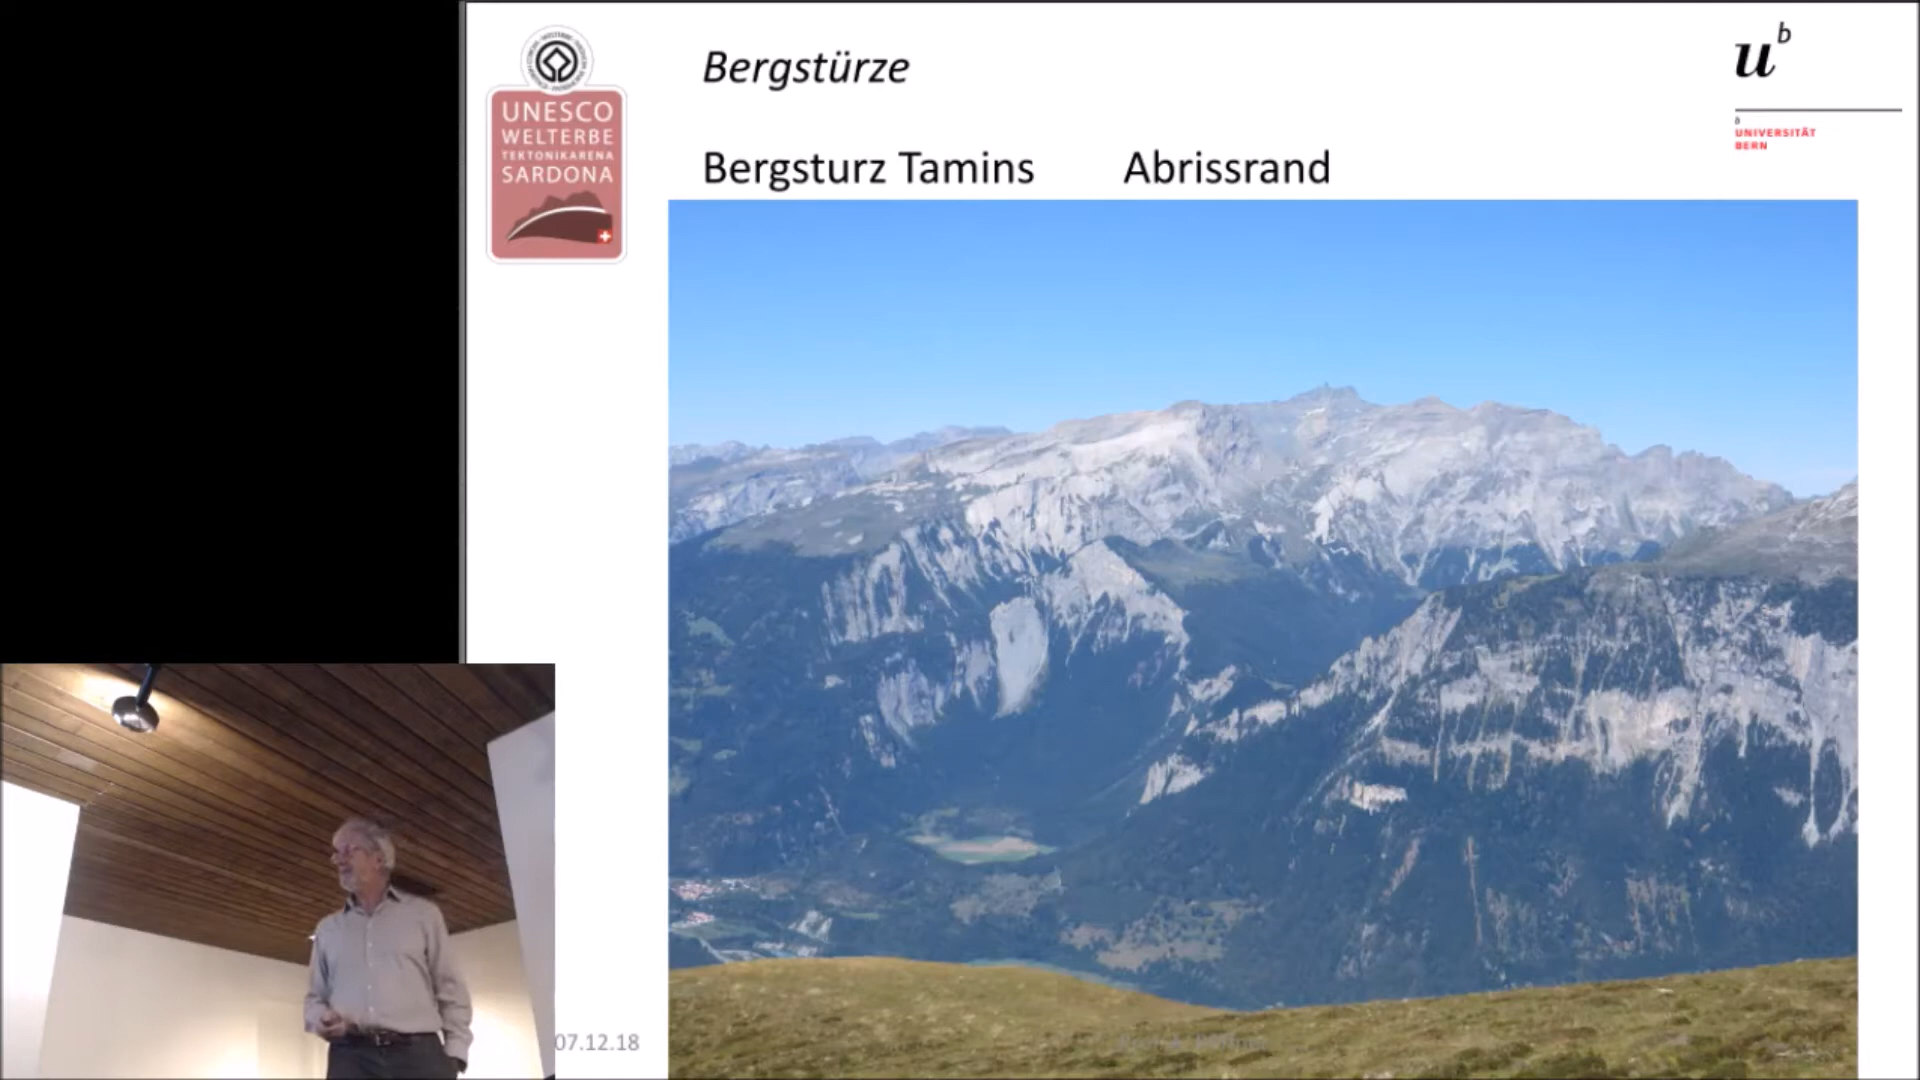 Bergstürze
UNESCO
WELTERBE
TEKTONIKARENA
SARDONA
u b
b
UNIVERSITÄT
BERN
Bergsturz Tamins Abrissrand
07.12.18